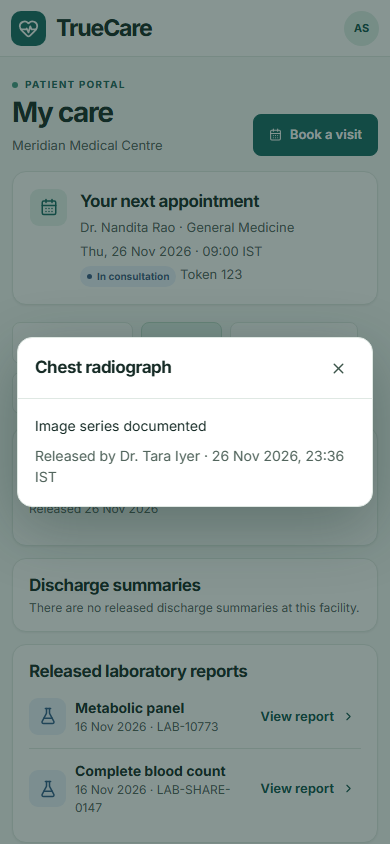 TrueCare
AS
PATIENT PORTAL
My care
Meridian Medical Centre
Book a visit
Your next appointment
Dr. Nandita Rao · General Medicine
Thu, 26 Nov 2026 · 09:00 IST
In consultation Token 123
Chest radiograph
Image series documented
Released by Dr. Tara Iyer · 26 Nov 2026, 23:36
IST
Released 26 Nov 2026
Discharge summaries
There are no released discharge summaries at this facility.
Released laboratory reports
Metabolic panel
16 Nov 2026 · LAB-10773
View report
Complete blood count
16 Nov 2026 · LAB-SHARE-
0147
View report